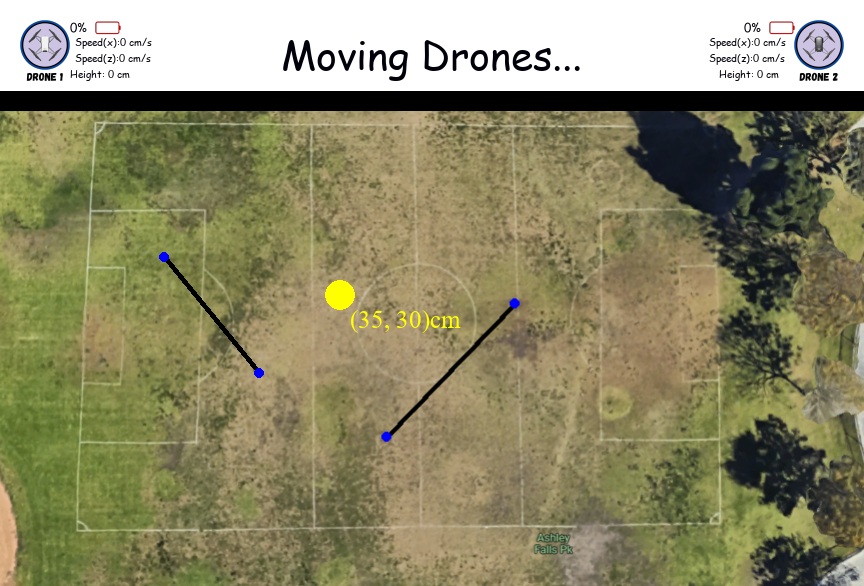 0%
Speed(x):0 cm/s
Speed(z):0 cm/s
DRONE 1
Height: 0 cm
Moving Drones...
0%
Speed(x):0 cm/s
Speed(z):0 cm/s
Height: 0 cm
DRONE 2
(35, 30)cm
Ashley
Falls Pk